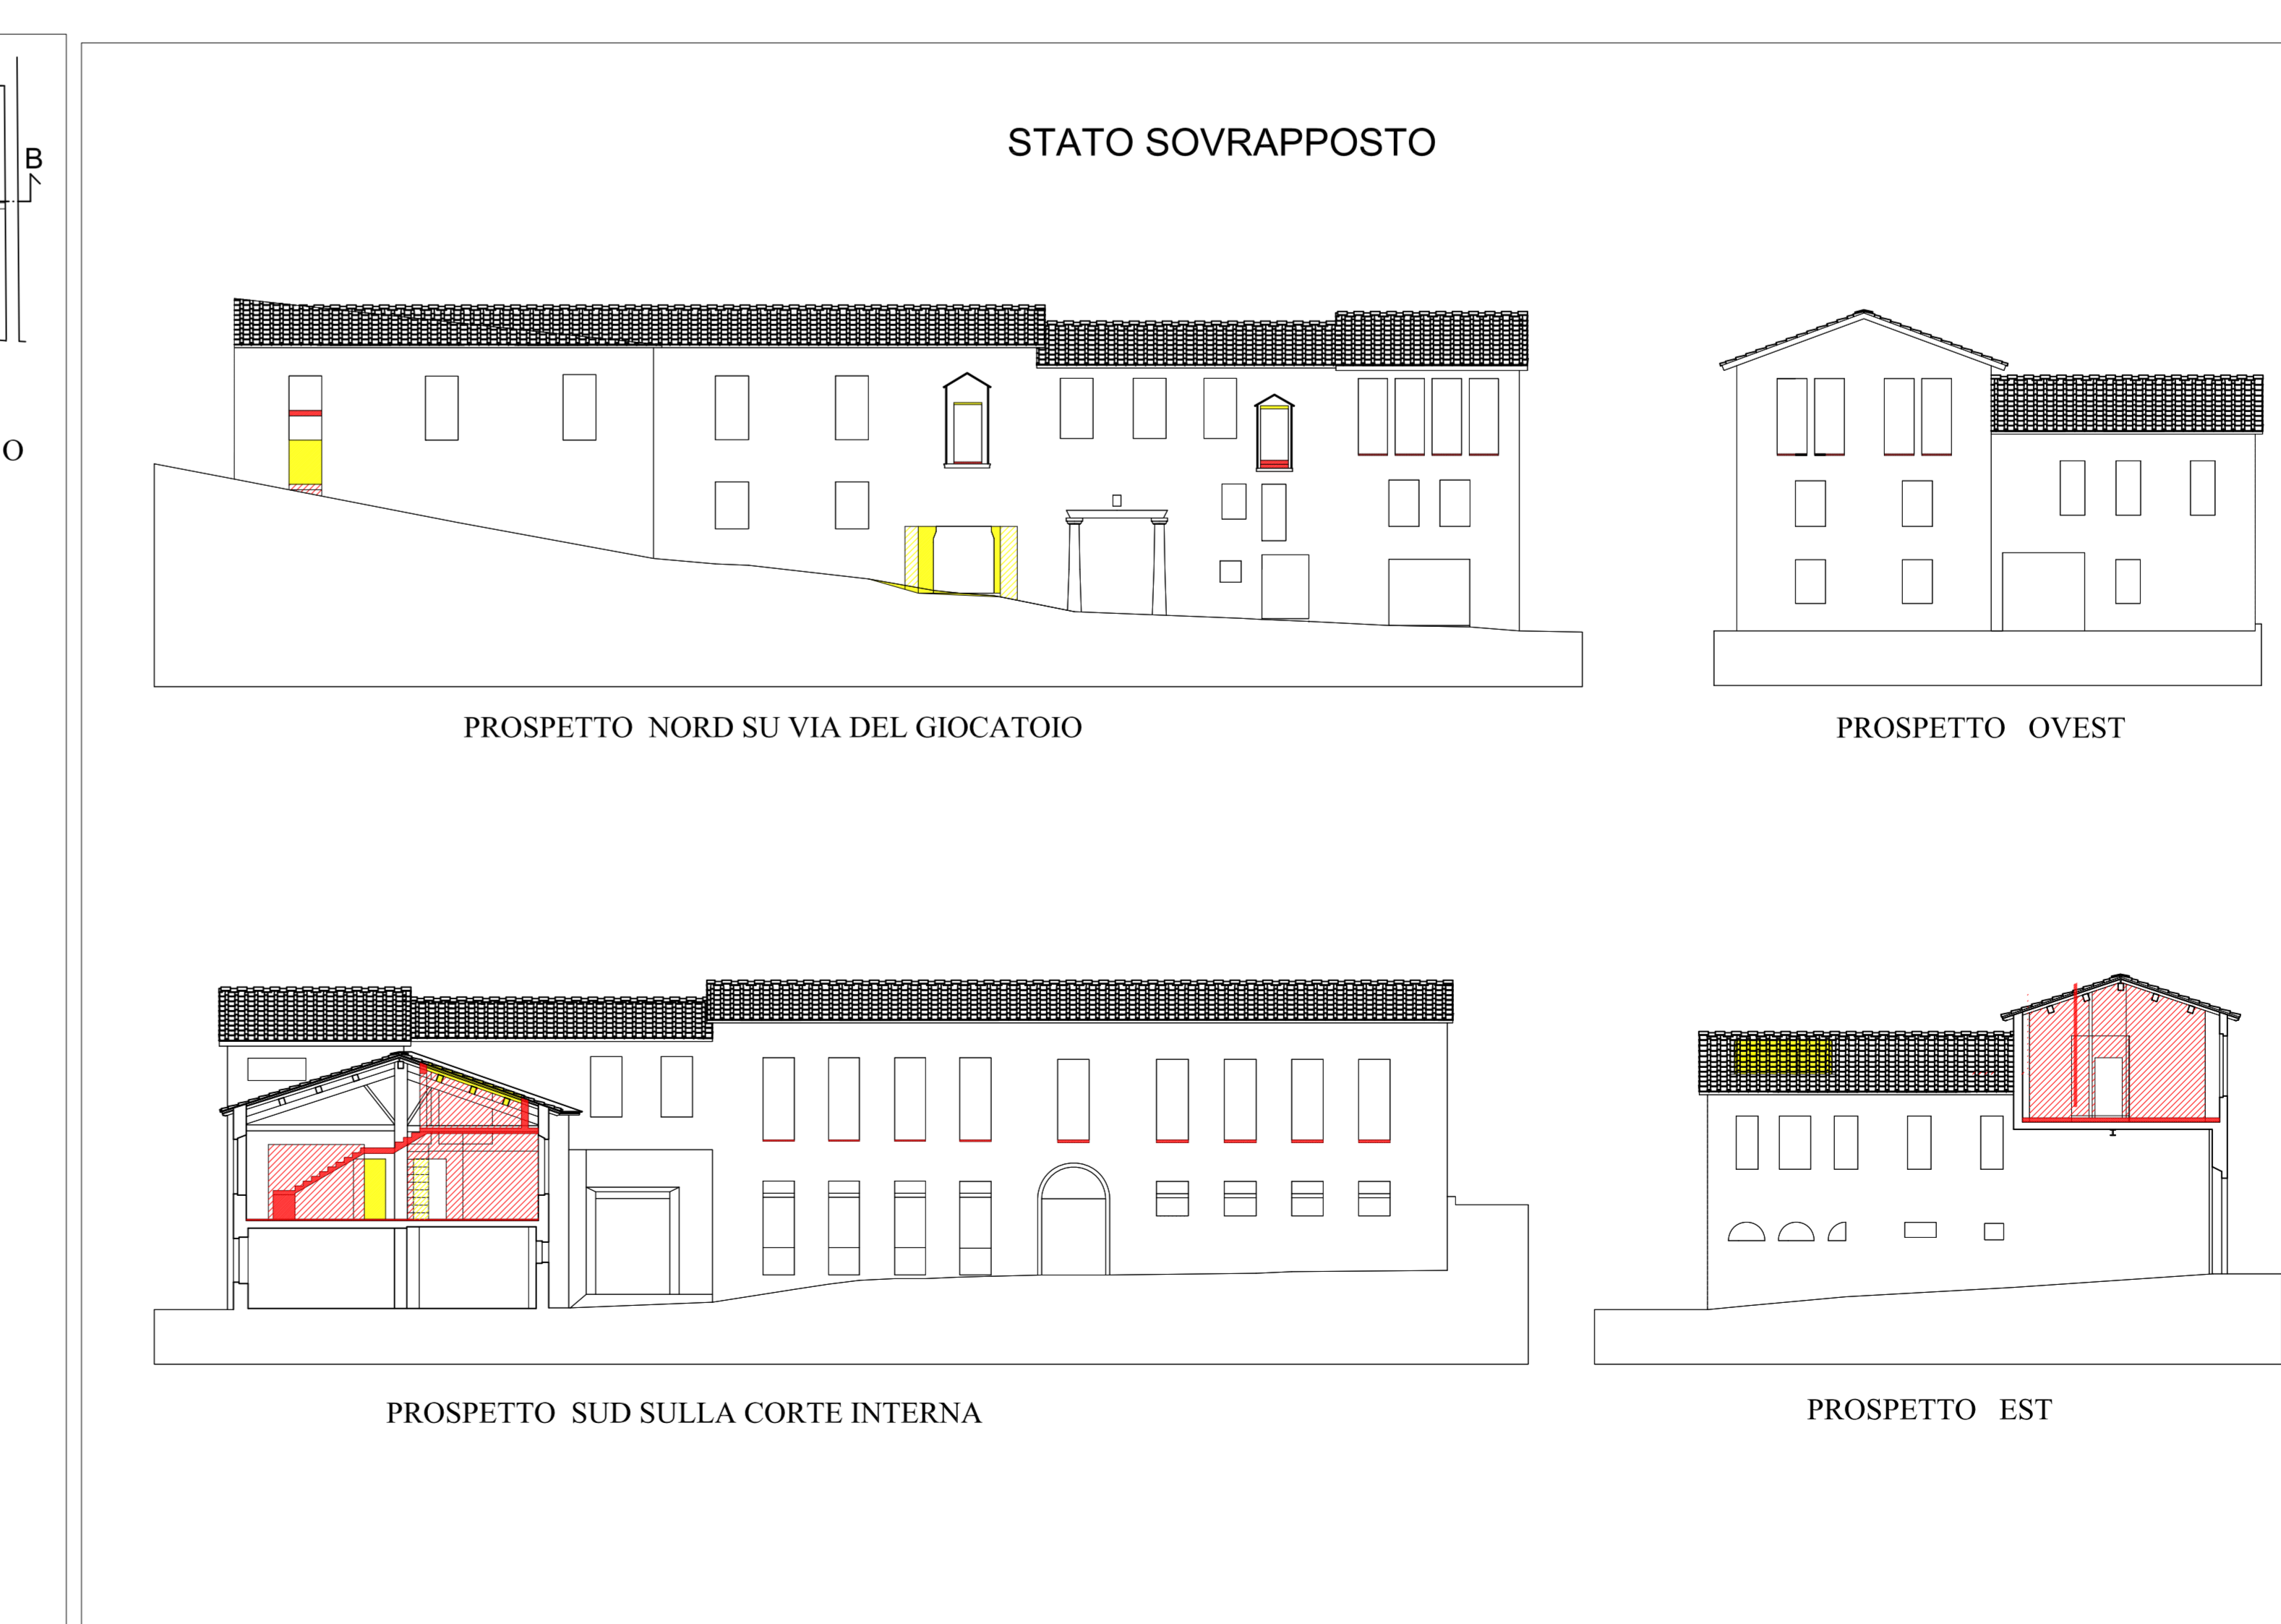 B
STATO SOVRAPPOSTO
O
PROSPETTO NORD SU VIA DEL GIOCATOIO
PROSPETTO OVEST
PROSPETTO SUD SULLA CORTE INTERNA
PROSPETTO EST